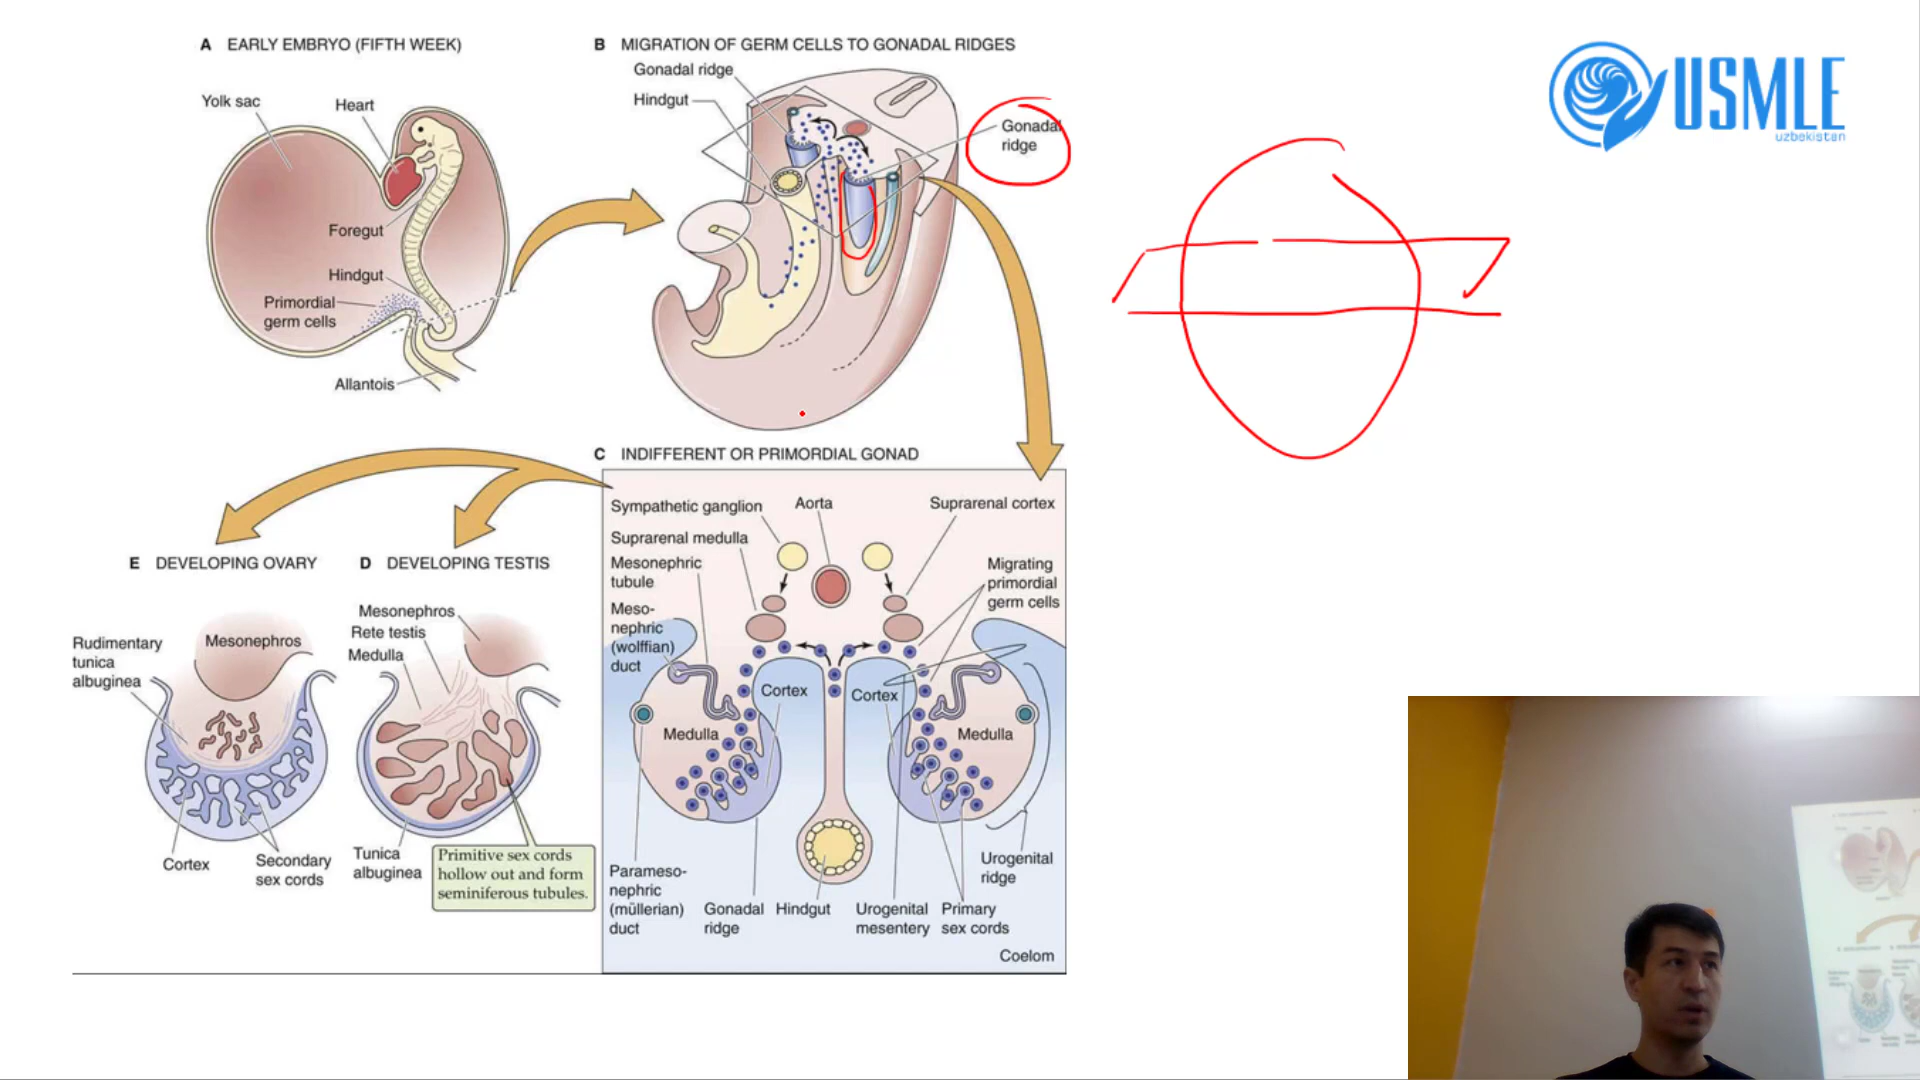 A EARLY EMBRYO (FIFTH WEEK)
Yolk sac
Heart
Foregut
Hindgut
Primordial
germ cells
Allantois
B MIGRATION OF GERM CELLS TO GONADAL RIDGES
Gonadal ridge
Hindgut
Gonadal
ridge
USMLE
uzbekistan
C INDIFFERENT OR PRIMORDIAL GONAD
Sympathetic ganglion
Aorta
Suprarenal cortex
Suprarenal medulla
Mesonephric
tubule
Meso-
nephric
(wolffian)
duct
Migrating
primordial
germ cells
Cortex
Cortex
Medulla
Medulla
Parameso-
nephric
(müllerian)
duct
Gonadal
ridge
Hindgut
Urogenital
mesentery
Primary
sex cords
Urogenital
ridge
Coelom
E DEVELOPING OVARY
Rudimentary
tunica
albuginea
Mesonephros
Cortex
Secondary
sex cords
D DEVELOPING TESTIS
Mesonephros
Rete testis
Medulla
Tunica
albuginea
Primitive sex cords
hollow out and form
seminiferous tubules.